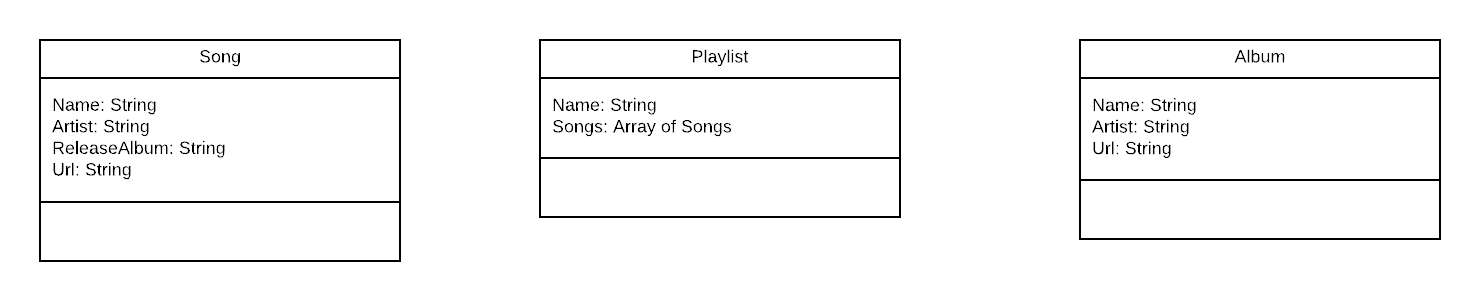 Song
Name: String
Artist: String
ReleaseAlbum: String
Url: String
Playlist
Name: String
Songs: Array of Songs
Album
Name: String
Artist: String
Url: String